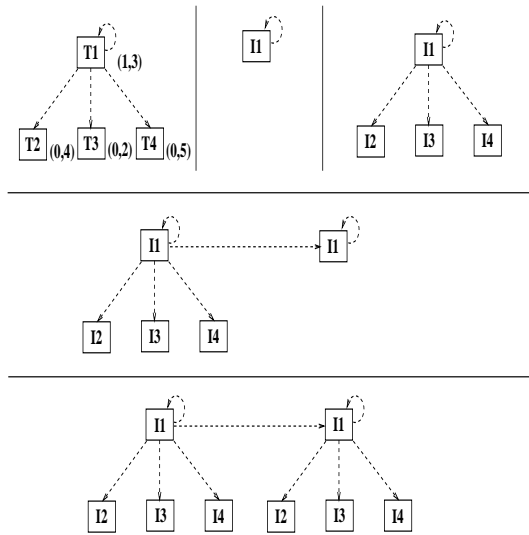 T1
(1,3)
T2 (0,4) T3 (0,2) T4 (0,5)
I1
I1
I2 I3 I4
I1 I1
I2 I3 I4
I1 I1
I2 I3 I4 I2 I3 I4